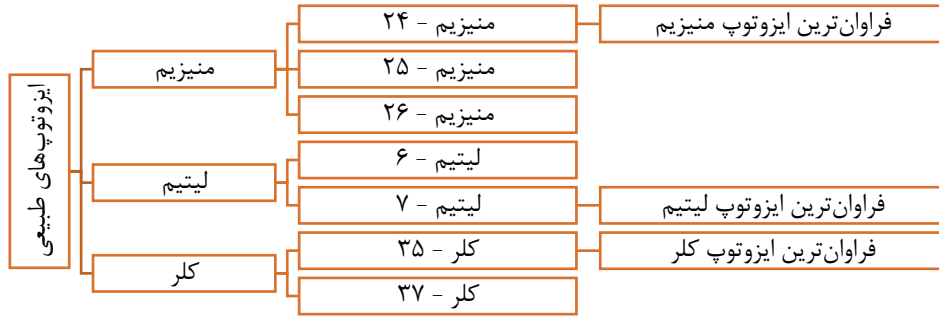 ایزوتوپ‌های طبیعی
منیزیم
منیزیم - ۲۴
فراوان‌ترین ایزوتوپ منیزیم
منیزیم - ۲۵
منیزیم - ۲۶
لیتیم
لیتیم - ۶
لیتیم - ۷
فراوان‌ترین ایزوتوپ لیتیم
کلر
کلر - ۳۵
فراوان‌ترین ایزوتوپ کلر
کلر - ۳۷